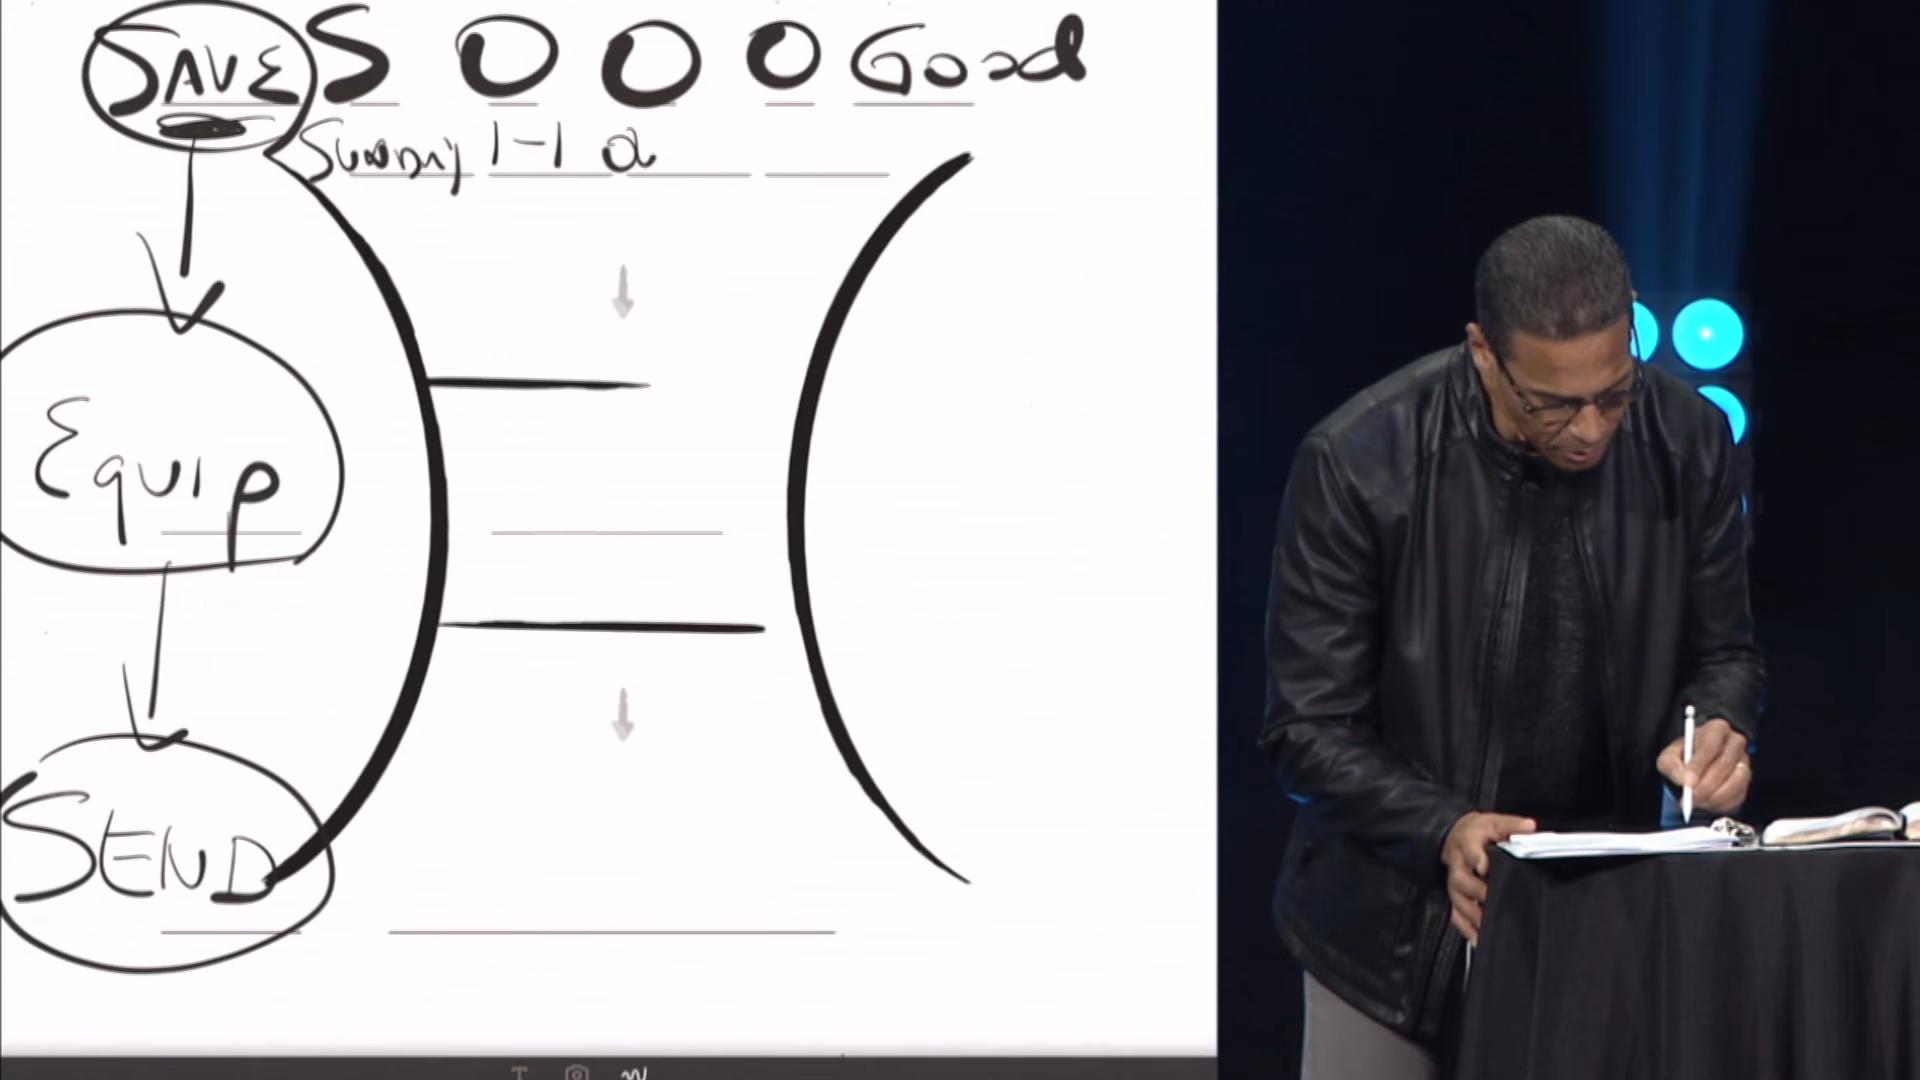 SAVE S O O O Good
Sunday 1-1 a
Equip
SEND
T